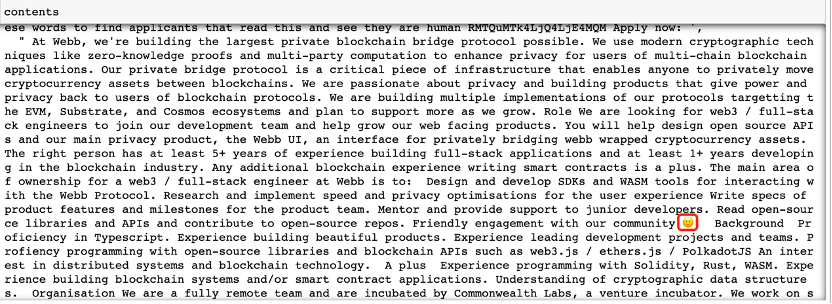 contents
ese words to find applicants that read this and see they are human RMTQuMTk4LjQ4LjE4MQM Apply now: ',
" At Webb, we're building the largest private blockchain bridge protocol possible. We use modern cryptographic tech
niques like zero-knowledge proofs and multi-party computation to enhance privacy for users of multi-chain blockchain
applications. Our private bridge protocol is a critical piece of infrastructure that enables anyone to privately move
cryptocurrency assets between blockchains. We are passionate about privacy and building products that give power and
privacy back to users of blockchain protocols. We are building multiple implementations of our protocols targetting t
he EVM, Substrate, and Cosmos ecosystems and plan to support more as we grow. Role We are looking for web3 / full-sta
ck engineers to join our development team and help grow our web facing products. You will help design open source API
s and our main privacy product, the Webb UI, an interface for privately bridging webb wrapped cryptocurrency assets.
The right person has at least 5+ years of experience building full-stack applications and at least 1+ years developin
g in the blockchain industry. Any additional blockchain experience writing smart contracts is a plus. The main area o
f ownership for a web3 / full-stack engineer at Webb is to:  Design and develop SDKs and WASM tools for interacting w
ith the Webb Protocol. Research and implement speed and privacy optimisations for the user experience Write specs of
product features and milestones for the product team. Mentor and provide support to junior developers. Read open-sour
ce libraries and APIs and contribute to open-source repos. Friendly engagement with our community 🙂  Background  Pr
oficiency in Typescript. Experience building beautiful products. Experience leading development projects and teams. P
rofiency programming with open-source libraries and blockchain APIs such as web3.js / ethers.js / PolkadotJS An inter
est in distributed systems and blockchain technology.  A plus  Experience programming with Solidity, Rust, WASM. Expe
rience building blockchain systems and/or smart contract applications. Understanding of cryptographic data structure
s.  Organisation We are a fully remote team and are incubated by Commonwealth Labs, a venture incubator. We work on s